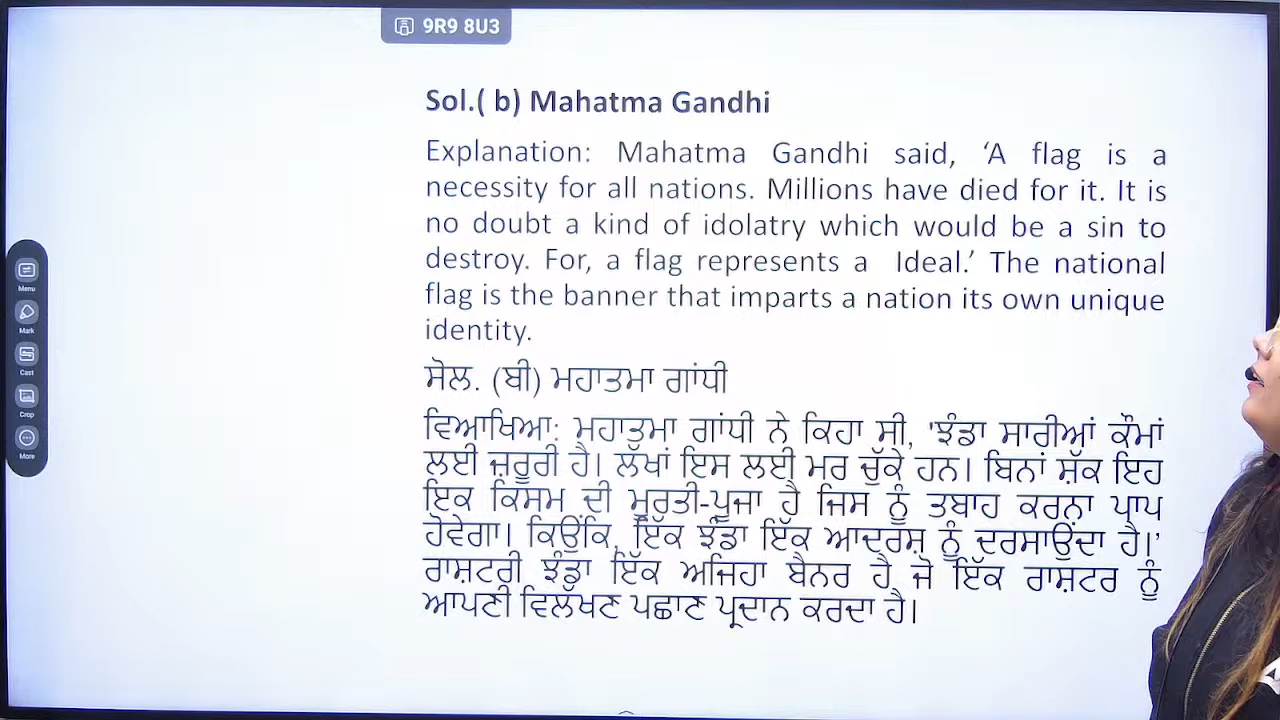 9R9 8U3
Sol.( b) Mahatma Gandhi
Explanation: Mahatma Gandhi said, ‘A flag is a
necessity for all nations. Millions have died for it. It is
no doubt a kind of idolatry which would be a sin to
destroy. For, a flag represents a Ideal.’ The national
flag is the banner that imparts a nation its own unique
identity.
ਸੋਲ. (ਬੀ) ਮਹਾਤਮਾ ਗਾਂਧੀ
ਵਿਆਖਿਆ: ਮਹਾਤਮਾ ਗਾਂਧੀ ਨੇ ਕਿਹਾ ਸੀ, 'ਝੰਡਾ ਸਾਰੀਆਂ ਕੌਮਾਂ
ਲਈ ਜ਼ਰੂਰੀ ਹੈ। ਲੱਖਾਂ ਇਸ ਲਈ ਮਰ ਚੁੱਕੇ ਹਨ। ਬਿਨਾਂ ਸ਼ੱਕ ਇਹ
ਇਕ ਕਿਸਮ ਦੀ ਮੂਰਤੀ-ਪੂਜਾ ਹੈ ਜਿਸ ਨੂੰ ਤਬਾਹ ਕਰਨਾ ਪਾਪ
ਹੋਵੇਗਾ। ਕਿਉਂਕਿ, ਇੱਕ ਝੰਡਾ ਇੱਕ ਆਦਰਸ਼ ਨੂੰ ਦਰਸਾਉਂਦਾ ਹੈ।'
ਰਾਸ਼ਟਰੀ ਝੰਡਾ ਇੱਕ ਅਜਿਹਾ ਬੈਨਰ ਹੈ ਜੋ ਇੱਕ ਰਾਸ਼ਟਰ ਨੂੰ
ਆਪਣੀ ਵਿਲੱਖਣ ਪਛਾਣ ਪ੍ਰਦਾਨ ਕਰਦਾ ਹੈ।
Menu
Mark
Cast
Crop
More